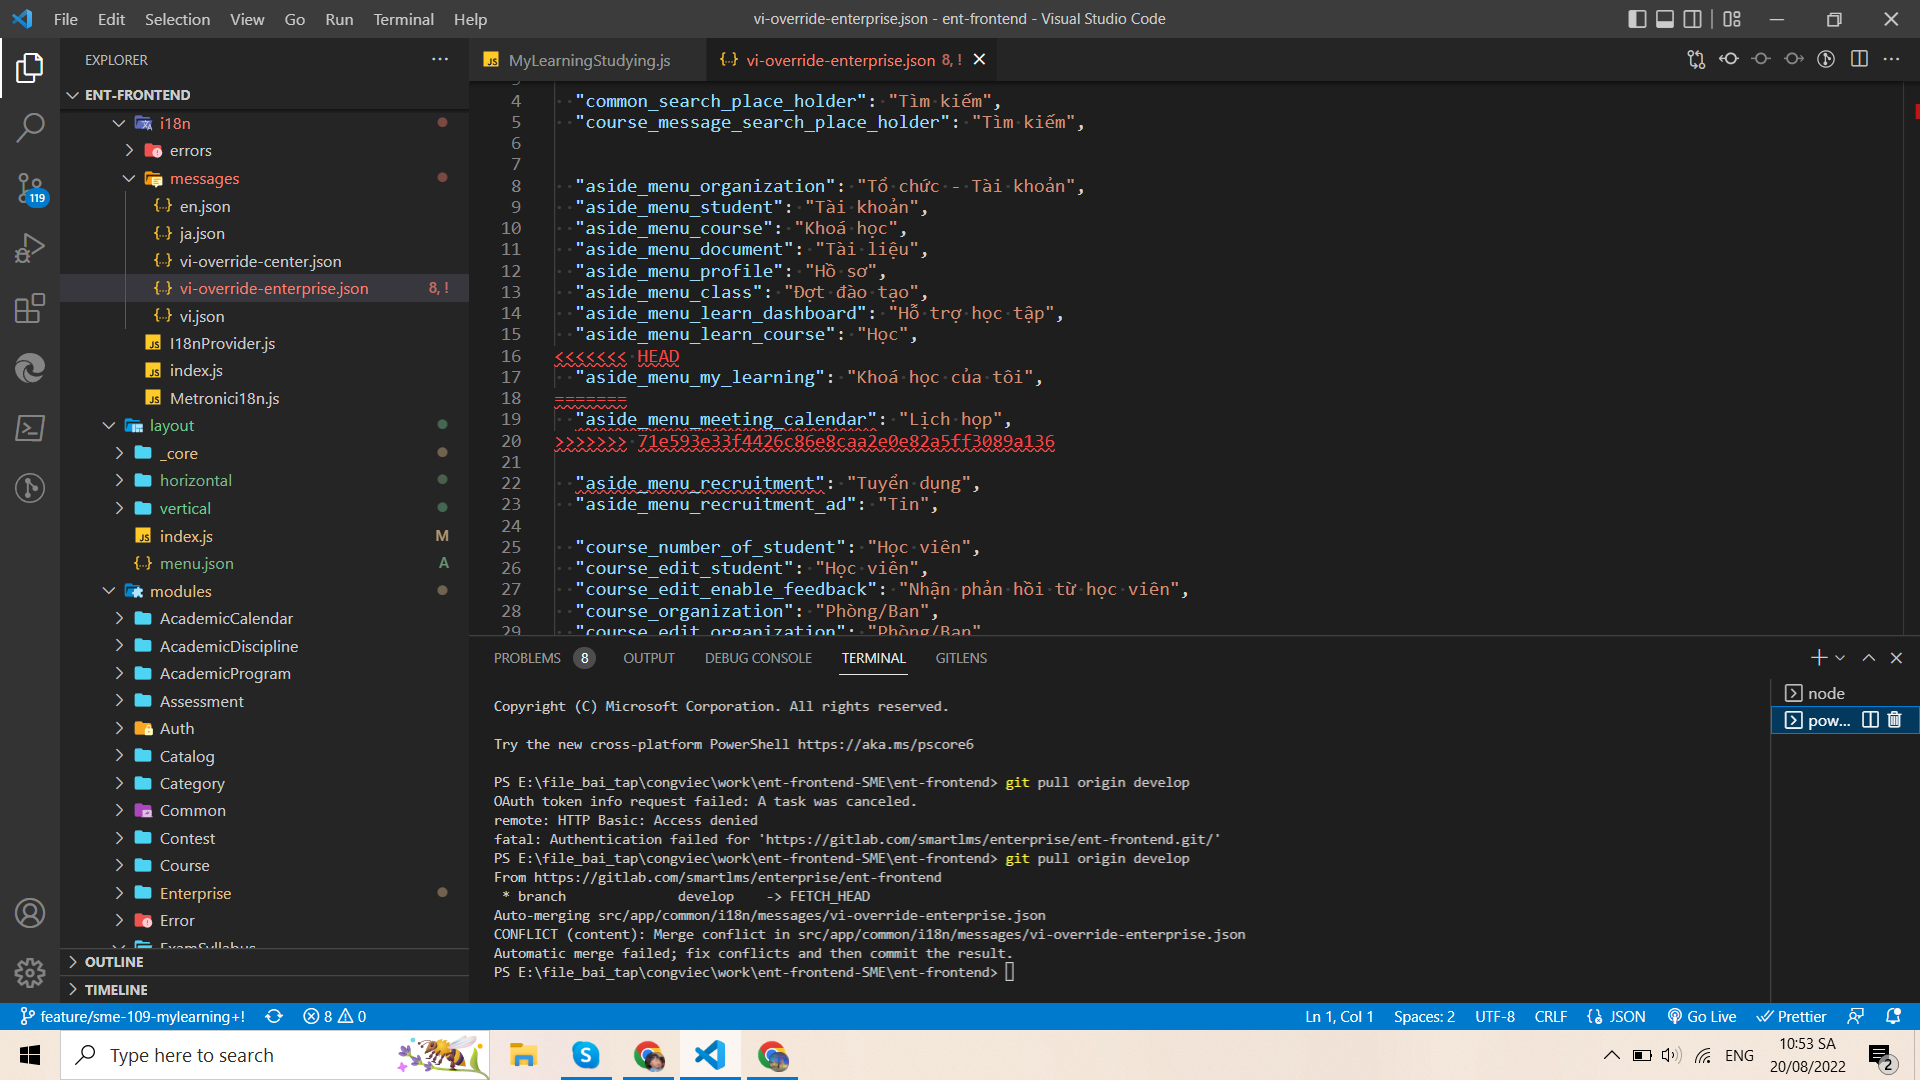 File Edit Selection View Go Run Terminal Help
vi-override-enterprise.json - ent-frontend - Visual Studio Code
EXPLORER
ENT-FRONTEND
i18n
errors
messages
en.json
ja.json
vi-override-center.json
vi-override-enterprise.json 8, !
vi.json
I18nProvider.js
index.js
Metronici18n.js
layout
_core
horizontal
vertical
index.js M
menu.json A
modules
AcademicCalendar
AcademicDiscipline
AcademicProgram
Assessment
Auth
Catalog
Category
Common
Contest
Course
Enterprise
Error
ExamSyllabus
OUTLINE
TIMELINE
119
MyLearningStudying.js
vi-override-enterprise.json 8, !
4 "common_search_place_holder": "Tìm kiếm",
5 "course_message_search_place_holder": "Tìm kiếm",
6
7
8 "aside_menu_organization": "Tổ chức - Tài khoản",
9 "aside_menu_student": "Tài khoản",
10 "aside_menu_course": "Khoá học",
11 "aside_menu_document": "Tài liệu",
12 "aside_menu_profile": "Hồ sơ",
13 "aside_menu_class": "Đợt đào tạo",
14 "aside_menu_learn_dashboard": "Hỗ trợ học tập",
15 "aside_menu_learn_course": "Học",
16 <<<<<<< HEAD
17 "aside_menu_my_learning": "Khoá học của tôi",
18 =======
19 "aside_menu_meeting_calendar": "Lịch họp",
20 >>>>>>> 71e593e33f4426c86e8caa2e0e82a5ff3089a136
21
22 "aside_menu_recruitment": "Tuyển dụng",
23 "aside_menu_recruitment_ad": "Tin",
24
25 "course_number_of_student": "Học viên",
26 "course_edit_student": "Học viên",
27 "course_edit_enable_feedback": "Nhận phản hồi từ học viên",
28 "course_organization": "Phòng/Ban",
29 "course_edit_organization": "Phòng/Ban"
PROBLEMS 8 OUTPUT DEBUG CONSOLE TERMINAL GITLENS
Copyright (C) Microsoft Corporation. All rights reserved.
Try the new cross-platform PowerShell https://aka.ms/pscore6
PS E:\file_bai_tap\congviec\work\ent-frontend-SME\ent-frontend> git pull origin develop
OAuth token info request failed: A task was canceled.
remote: HTTP Basic: Access denied
fatal: Authentication failed for 'https://gitlab.com/smartlms/enterprise/ent-frontend.git/'
PS E:\file_bai_tap\congviec\work\ent-frontend-SME\ent-frontend> git pull origin develop
From https://gitlab.com/smartlms/enterprise/ent-frontend
* branch develop -> FETCH_HEAD
Auto-merging src/app/common/i18n/messages/vi-override-enterprise.json
CONFLICT (content): Merge conflict in src/app/common/i18n/messages/vi-override-enterprise.json
Automatic merge failed; fix conflicts and then commit the result.
PS E:\file_bai_tap\congviec\work\ent-frontend-SME\ent-frontend>
node
pow...
feature/sme-109-mylearning+! 8 0
Ln 1, Col 1 Spaces: 2 UTF-8 CRLF JSON Go Live Prettier
Type here to search
ENG
10:53 SA
20/08/2022
2